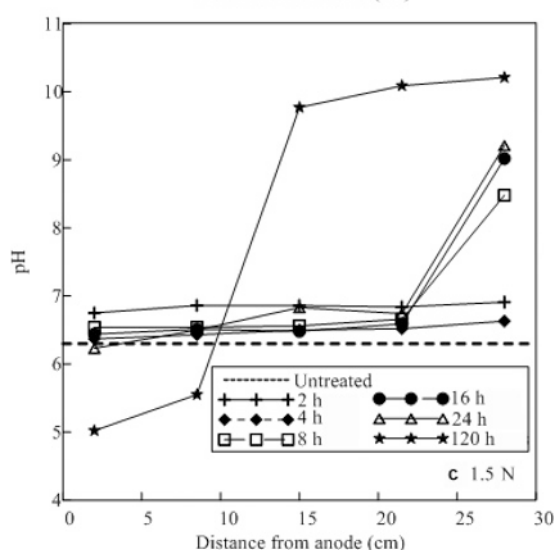 11
10
9
8
7
6
5
4
pH
Untreated
2 h
4 h
8 h
16 h
24 h
120 h
c 1.5 N
0 5 10 15 20 25 30
Distance from anode (cm)